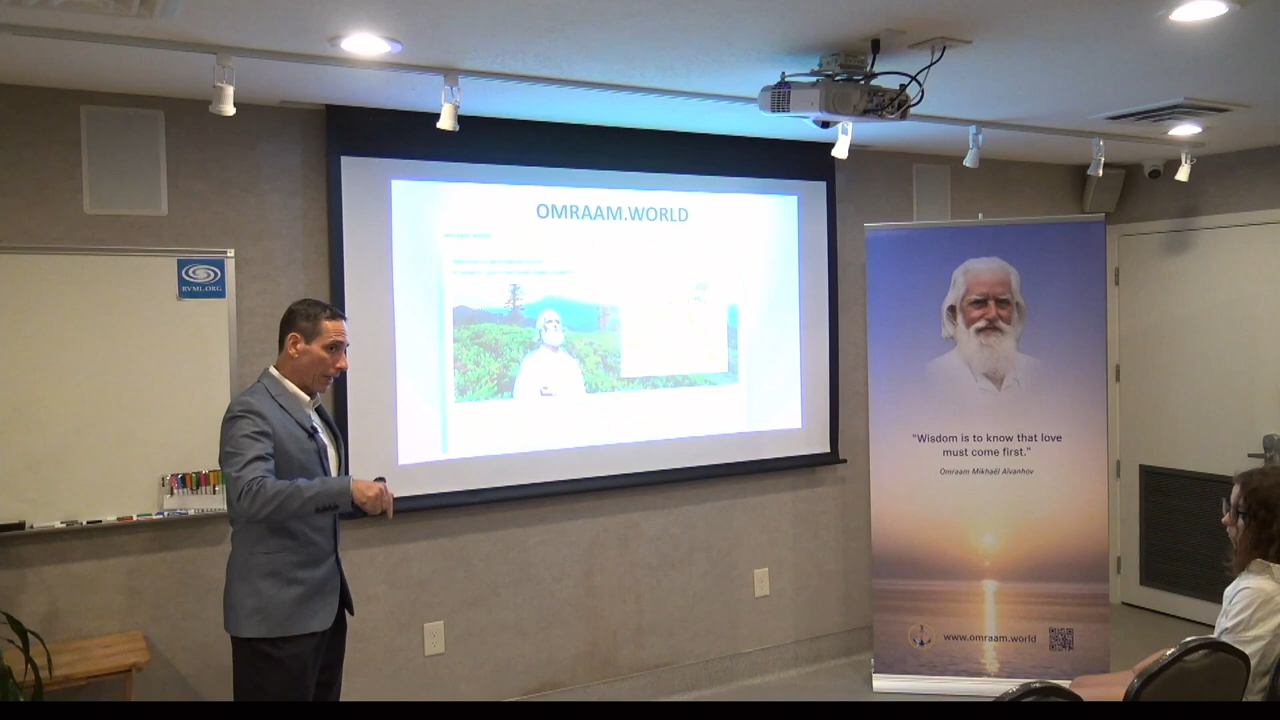 OMRAAM.WORLD
RVML.ORG
"Wisdom is to know that love
must come first."
Omraam Mikhaël Aïvanhov
www.omraam.world